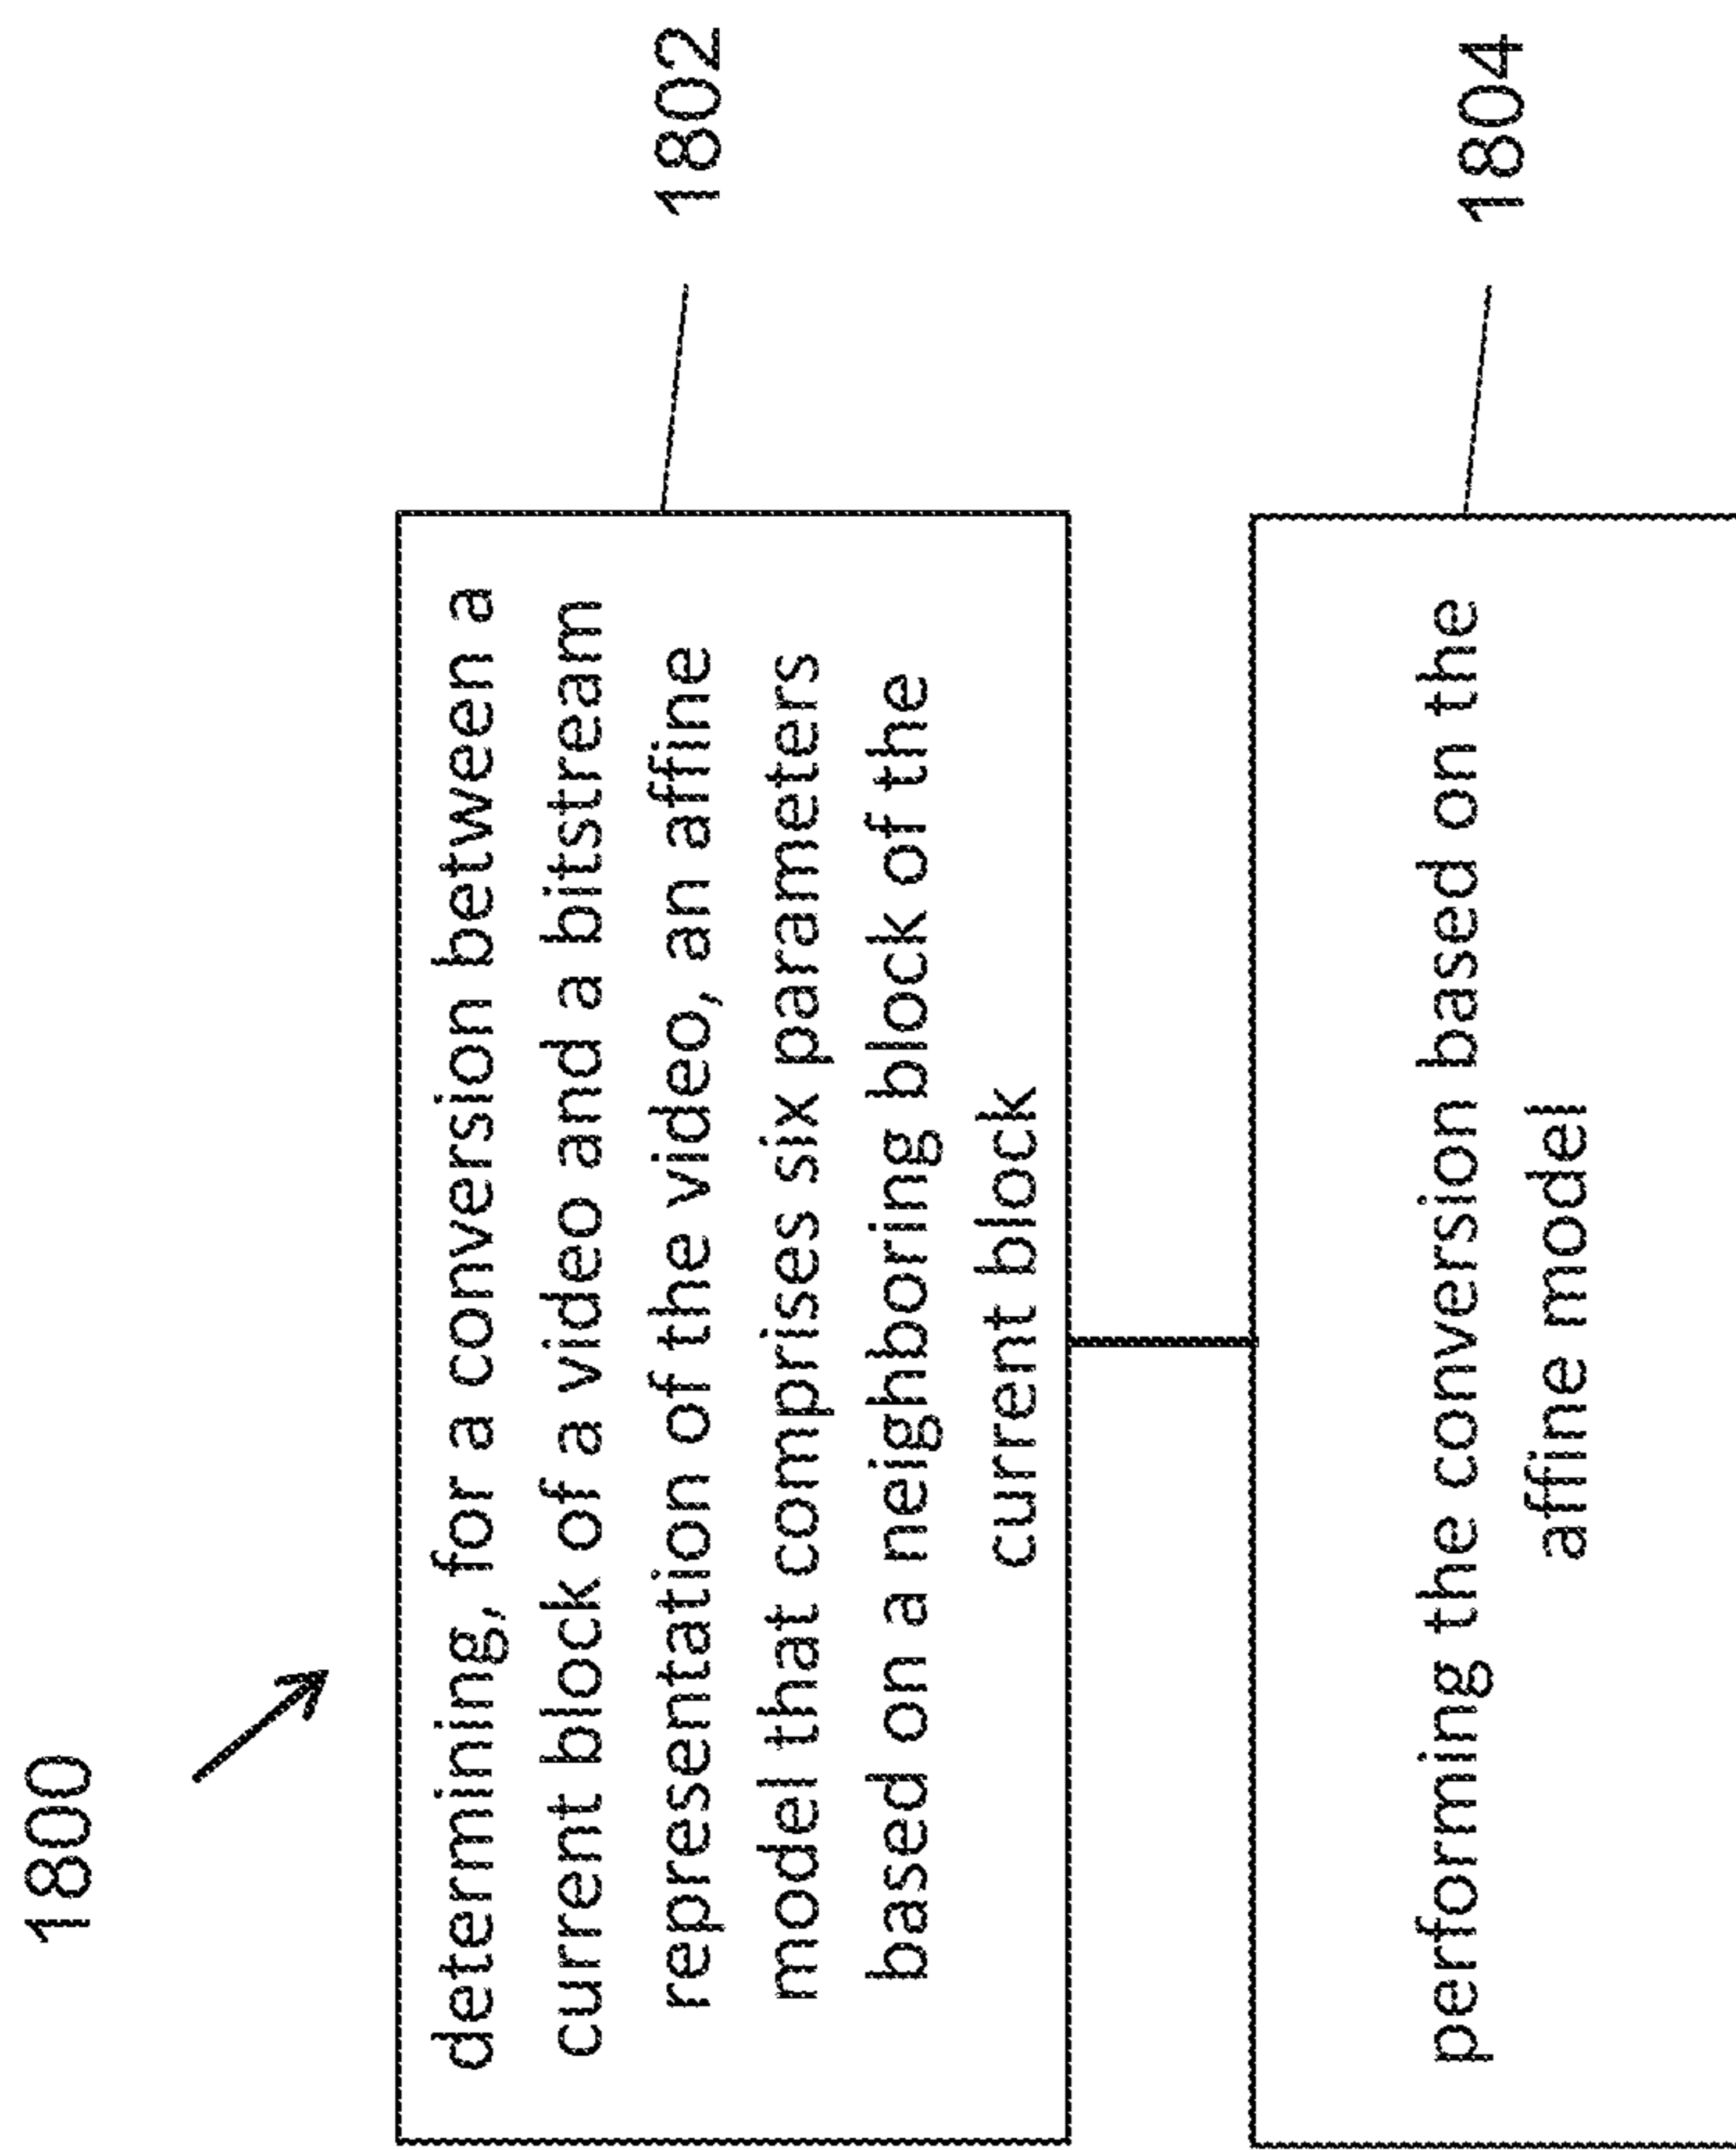 1800
determining, for a conversion between a
current block of a video and a bitstream
representation of the video, an affine
model that comprises six parameters
based on a neighboring block of the
current block
1802
performing the conversion based on the
affine model
1804